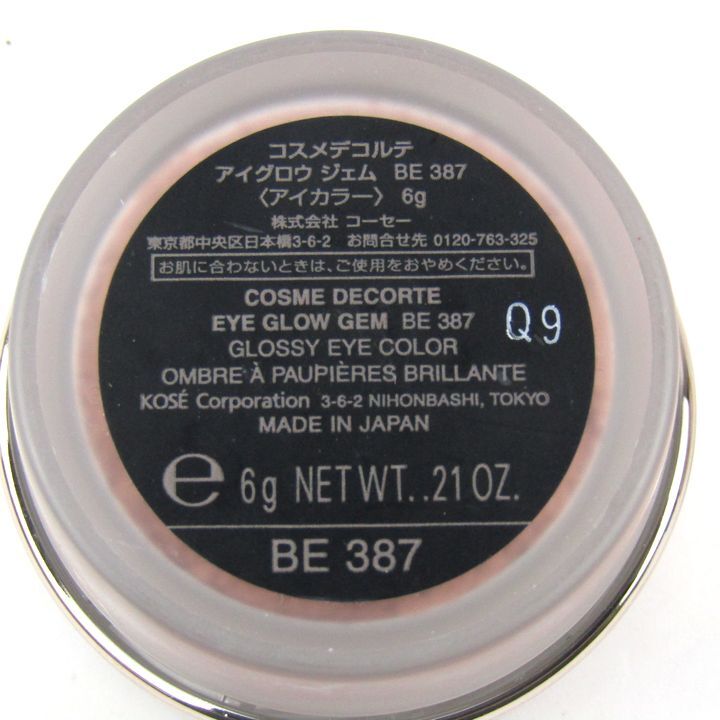 コスメデコルテ
アイグロウ ジェム BE 387
〈アイカラー〉 6g
株式会社 コーセー
東京都中央区日本橋3-6-2 お問合せ先 0120-763-325
お肌に合わないときは、ご使用をおやめください。
COSME DECORTE
EYE GLOW GEM BE 387
Q9
GLOSSY EYE COLOR
OMBRE À PAUPIÈRES BRILLANTE
KOSÉ Corporation 3-6-2 NIHONBASHI, TOKYO
MADE IN JAPAN
e 6g NET WT. .21 OZ.
BE 387